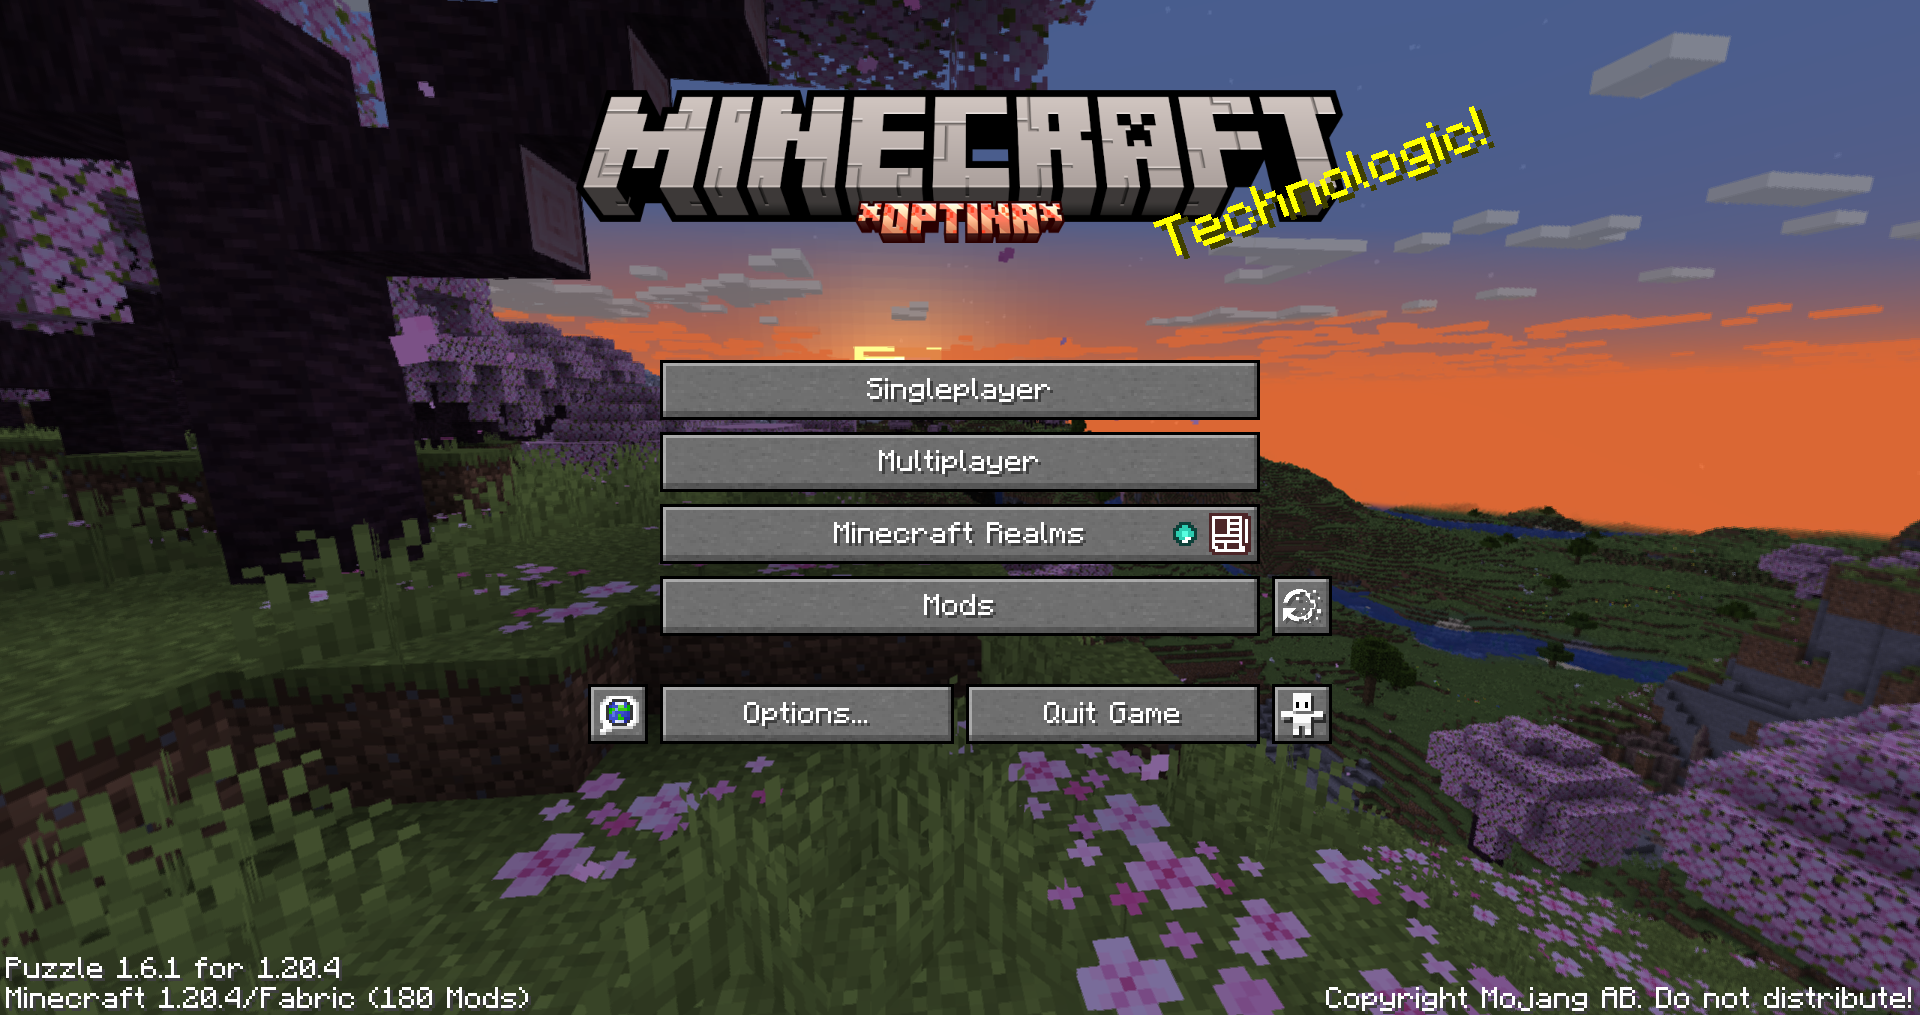 MINECRAFT
*OPTINA*
Technologic!
Singleplayer
Multiplayer
Minecraft Realms
Mods
Options...
Quit Game
Puzzle 1.6.1 for 1.20.4
Minecraft 1.20.4/Fabric (180 Mods)
Copyright Mojang AB. Do not distribute!